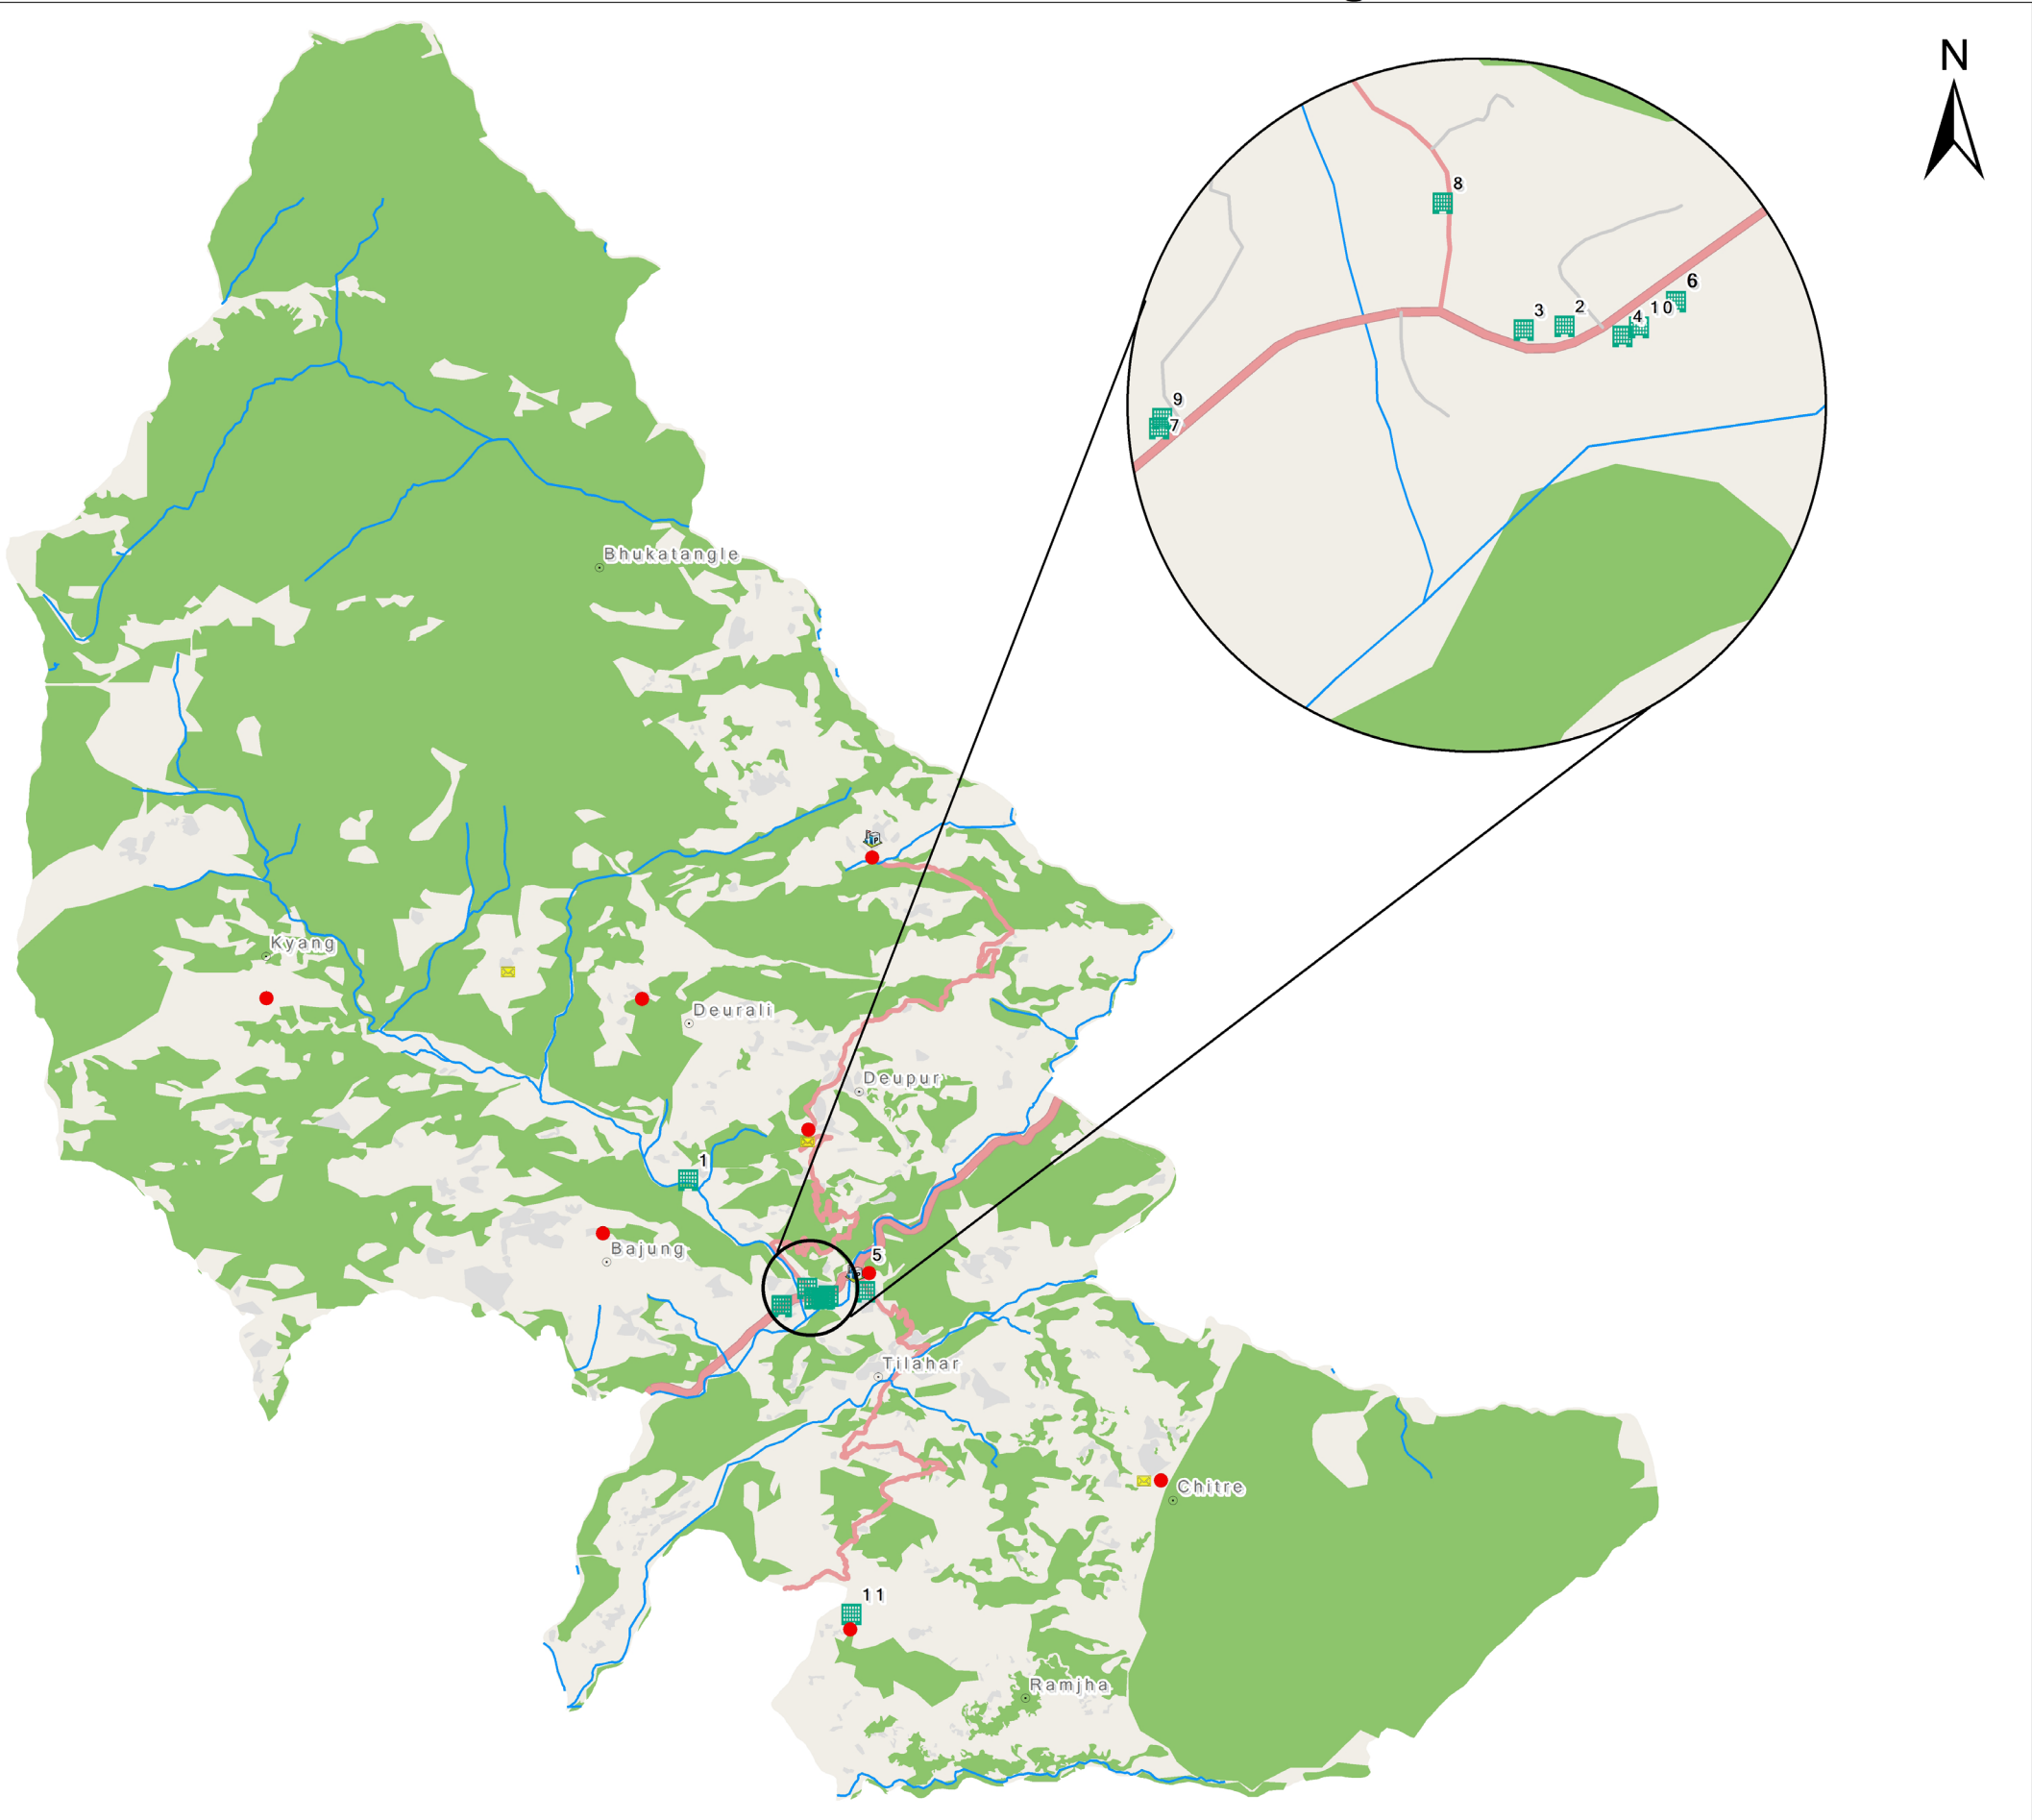 N
8
6
3
2
10
4
9
7
Bhukatangle
Kyang
Deurali
Deupur
1
Bajung
5
Tilahar
Chitre
11
Ramjha